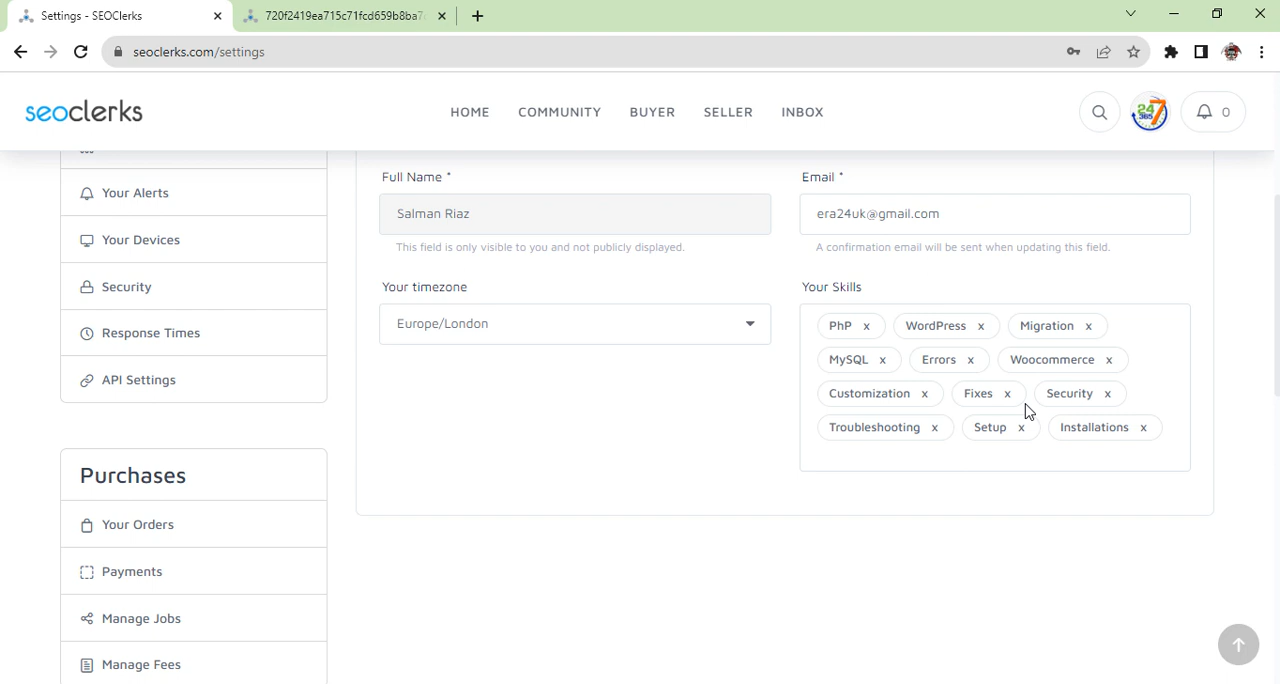 Settings - SEOClerks
720f2419ea715c71fcd659b8ba7
seoclerks.com/settings
seoclerks
HOME COMMUNITY BUYER SELLER INBOX
24 7
365
0
Your Alerts
Your Devices
Security
Response Times
API Settings
Purchases
Your Orders
Payments
Manage Jobs
Manage Fees
Full Name *
Salman Riaz
This field is only visible to you and not publicly displayed.
Email *
era24uk@gmail.com
A confirmation email will be sent when updating this field.
Your timezone
Europe/London
Your Skills
PhP x WordPress x Migration x
MySQL x Errors x Woocommerce x
Customization x Fixes x Security x
Troubleshooting x Setup x Installations x